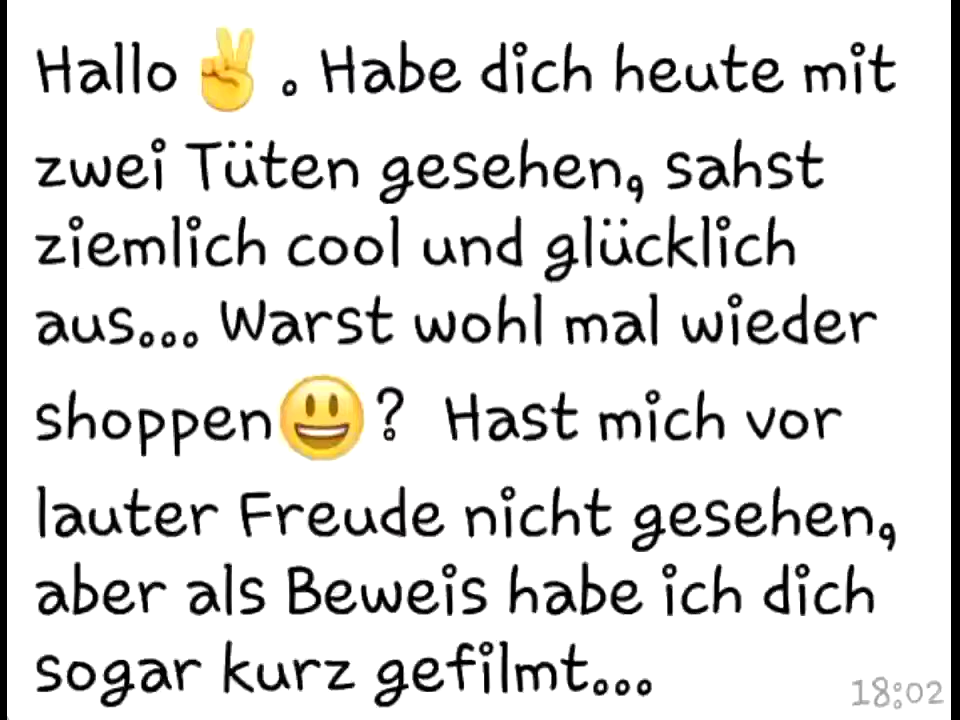 Hallo✌️. Habe dich heute mit
zwei Tüten gesehen, sahst
ziemlich cool und glücklich
aus... Warst wohl mal wieder
shoppen😃? Hast mich vor
lauter Freude nicht gesehen,
aber als Beweis habe ich dich
sogar kurz gefilmt...
18:02